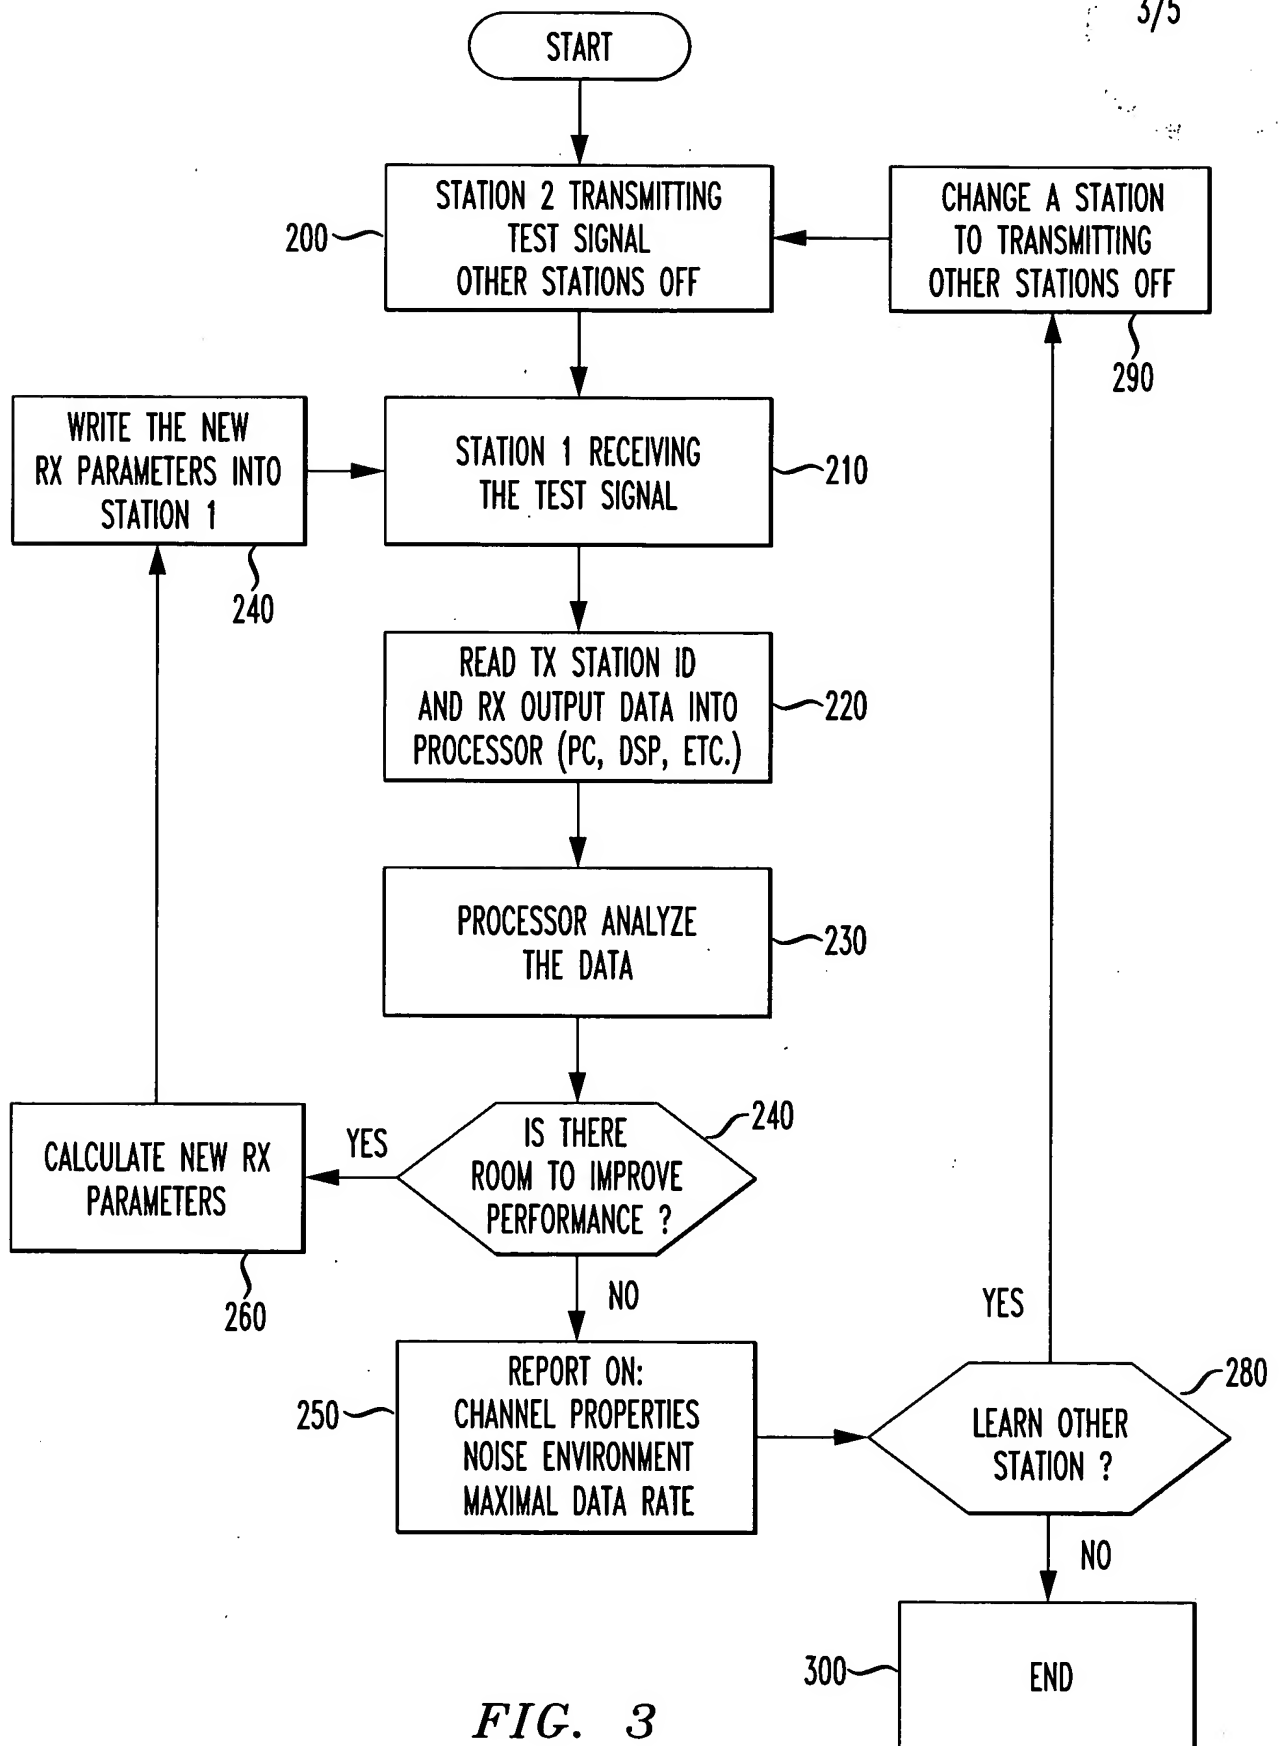 3/5
START
STATION 2 TRANSMITTING
TEST SIGNAL
OTHER STATIONS OFF
200
CHANGE A STATION
TO TRANSMITTING
OTHER STATIONS OFF
290
WRITE THE NEW
RX PARAMETERS INTO
STATION 1
240
STATION 1 RECEIVING
THE TEST SIGNAL
210
READ TX STATION ID
AND RX OUTPUT DATA INTO
PROCESSOR (PC, DSP, ETC.)
220
PROCESSOR ANALYZE
THE DATA
230
IS THERE
ROOM TO IMPROVE
PERFORMANCE ?
240
YES
CALCULATE NEW RX
PARAMETERS
260
NO
REPORT ON:
CHANNEL PROPERTIES
NOISE ENVIRONMENT
MAXIMAL DATA RATE
250
YES
LEARN OTHER
STATION ?
280
NO
END
300
FIG. 3